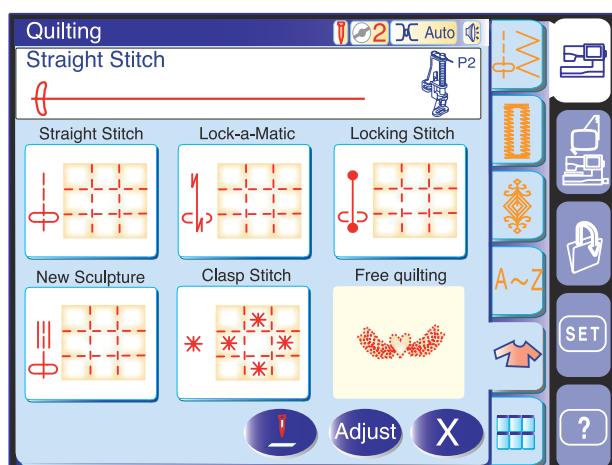 Quilting
2 Auto
Straight Stitch
P2
Straight Stitch Lock-a-Matic Locking Stitch
New Sculpture Clasp Stitch Free quilting
A~Z
SET
Adjust X
?